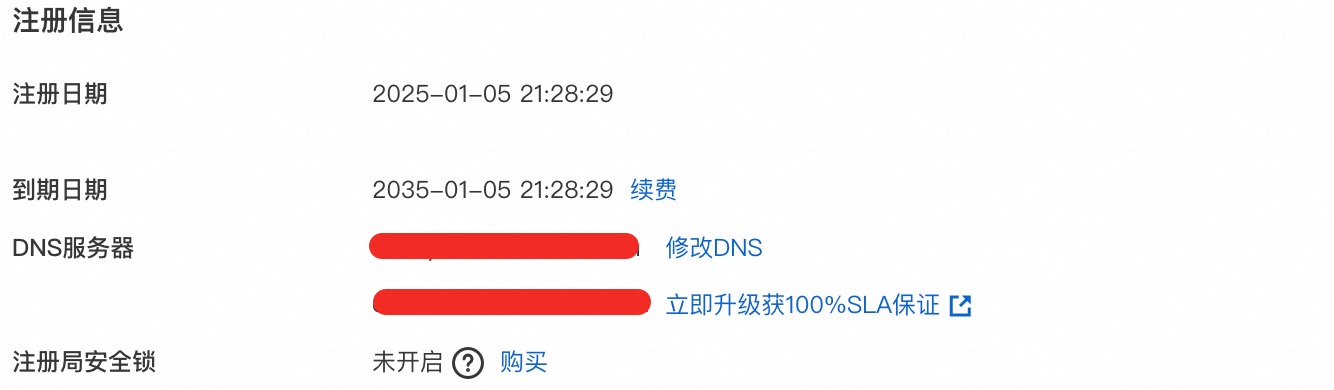 注册信息
注册日期 2025-01-05 21:28:29
到期日期 2035-01-05 21:28:29 续费
DNS服务器 修改DNS
立即升级获100%SLA保证
注册局安全锁 未开启 ? 购买